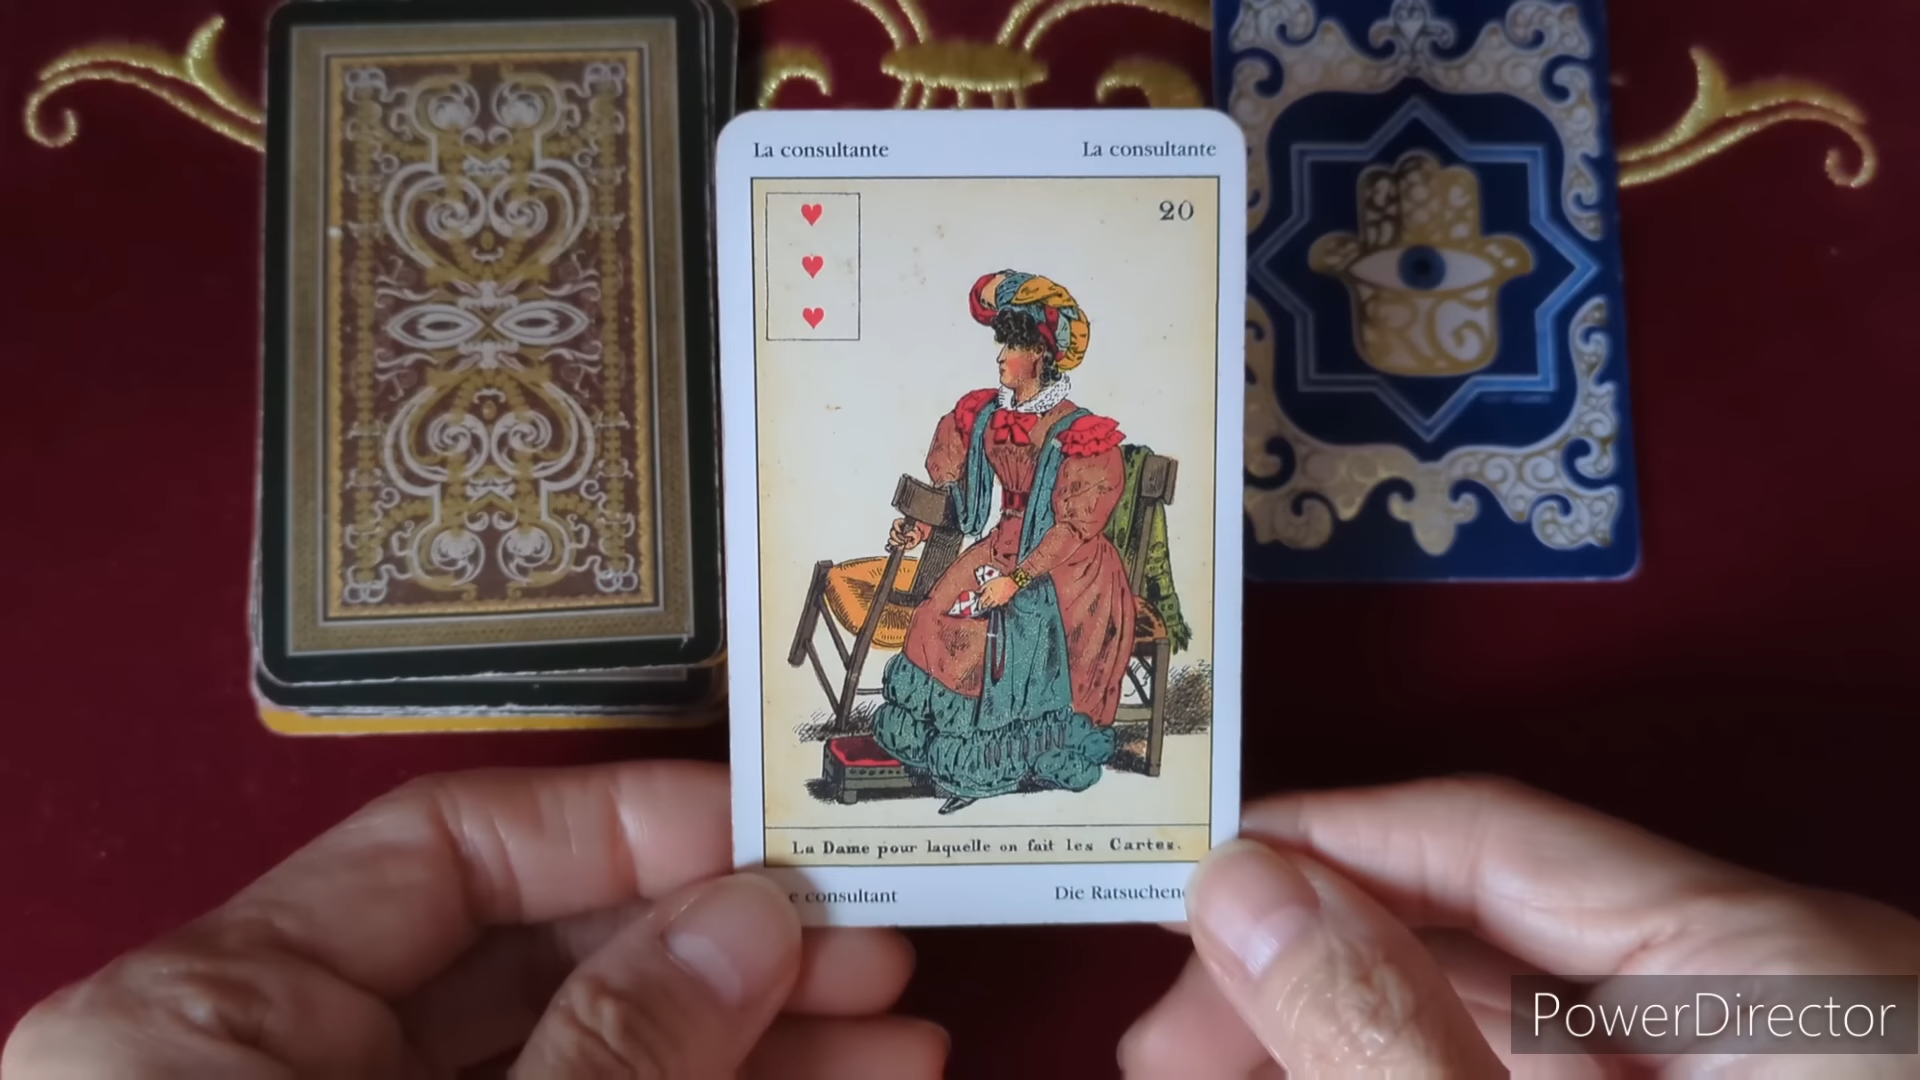 La consultante La consultante
20
La Dame pour laquelle on fait les Cartes.
e consultant Die Ratsuchen
PowerDirector